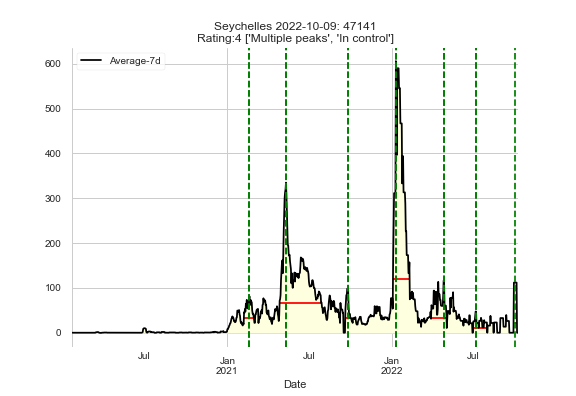 Seychelles 2022-10-09: 47141
Rating:4 ['Multiple peaks', 'In control']
Average-7d
600
500
400
300
200
100
0
Jul
Jan
2021
Jul
Jan
2022
Jul
Date